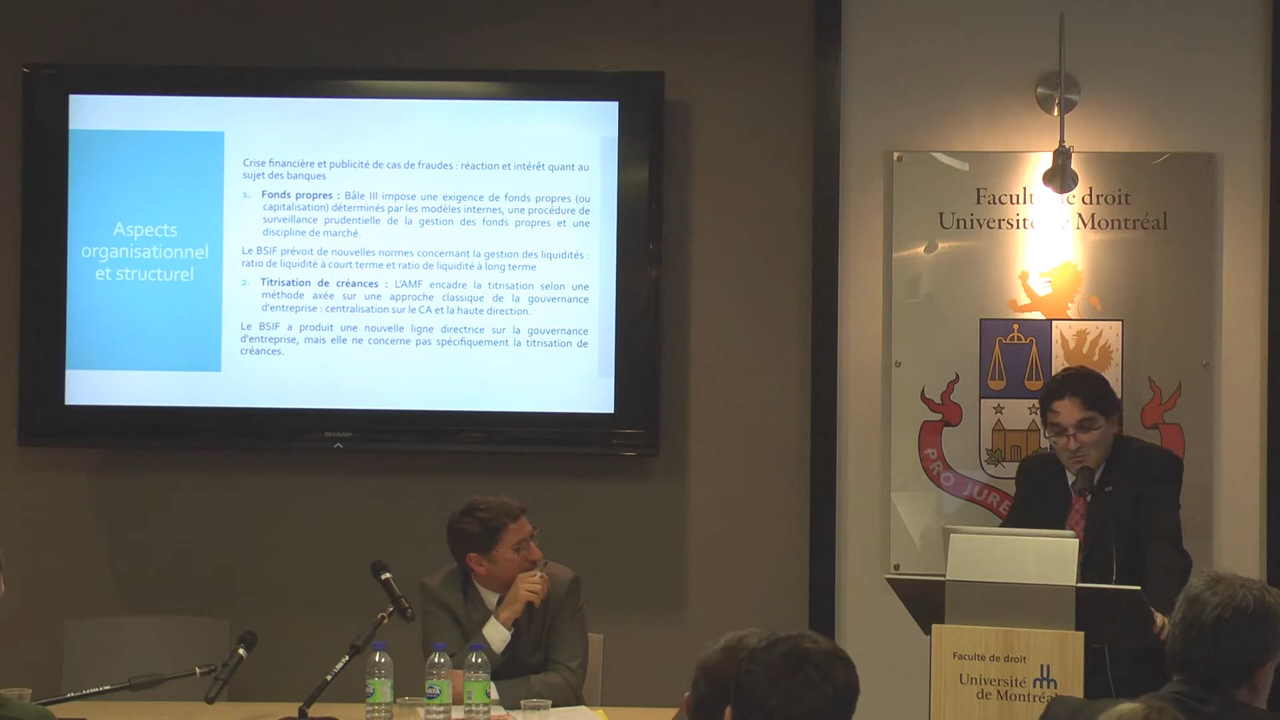 Aspects
organisationnel
et structurel
Crise financière et publicité de cas de fraudes : réaction et intérêt quant au
sujet des banques
1. Fonds propres : Bâle III impose une exigence de fonds propres (ou
capitalisation) déterminés par les modèles internes, une procédure de
surveillance prudentielle de la gestion des fonds propres et une
discipline de marché.
Le BSIF prévoit de nouvelles normes concernant la gestion des liquidités :
ratio de liquidité à court terme et ratio de liquidité à long terme
2. Titrisation de créances : L'AMF encadre la titrisation selon une
méthode axée sur une approche classique de la gouvernance
d'entreprise : centralisation sur le CA et la haute direction.
Le BSIF a produit une nouvelle ligne directrice sur la gouvernance
d'entreprise, mais elle ne concerne pas spécifiquement la titrisation de
créances.
SHARP
Faculté de droit
Université de Montréal
PRO JURE
Faculté de droit
Université
de Montréal
NAYA